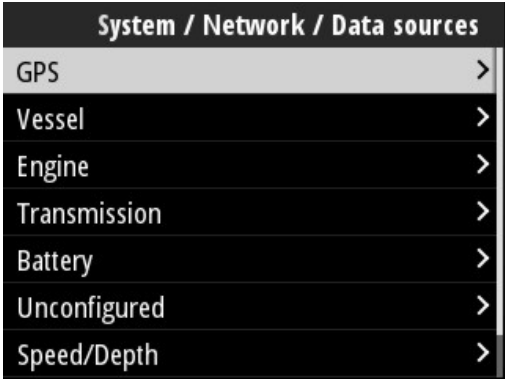 System / Network / Data sources
GPS
Vessel
Engine
Transmission
Battery
Unconfigured
Speed/Depth